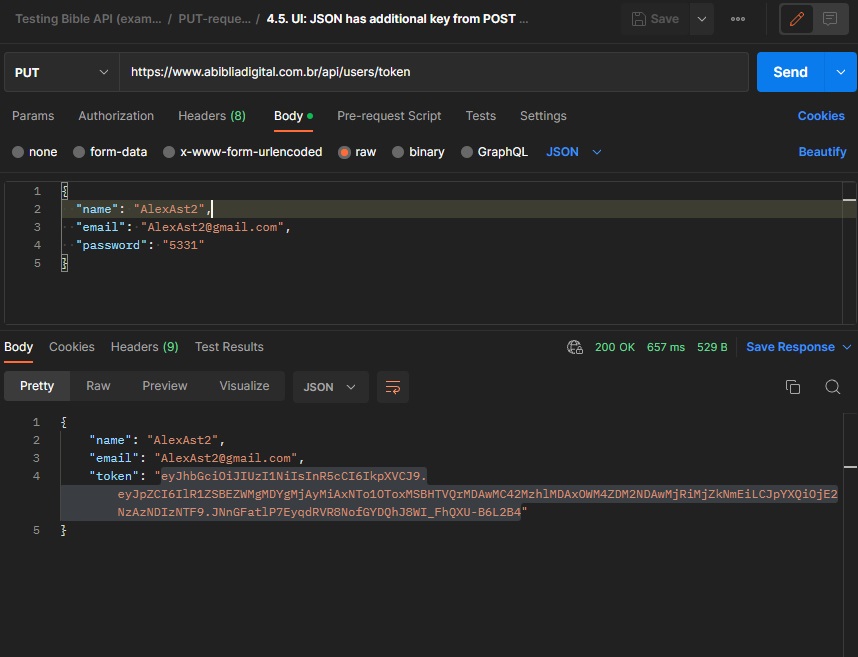 Testing Bible API (exam... / PUT-reque... / 4.5. UI: JSON has additional key from POST ...
Save
PUT
https://www.abibliadigital.com.br/api/users/token
Send
Params Authorization Headers (8) Body Pre-request Script Tests Settings
Cookies
none form-data x-www-form-urlencoded raw binary GraphQL JSON
Beautify
1 {
2 "name": "AlexAst2",
3 "email": "AlexAst2@gmail.com",
4 "password": "5331"
5 }
Body Cookies Headers (9) Test Results
200 OK 657 ms 529 B Save Response
Pretty Raw Preview Visualize JSON
1 {
2 "name": "AlexAst2",
3 "email": "AlexAst2@gmail.com",
4 "token": "eyJhbGciOiJIUzI1NiIsInR5cCI6IkpXVCJ9.
eyJpZCI6IlR1ZSBEZWMgMDYgMjAyMiAxNTo1OToxMSBHTVQrMDAwMC42MzhlMDAxOWM4ZDM2NDAwMjRiMjZkNmEiLCJpYXQiOjE2
NzAzNDIzNTF9.JNnGFatlP7EyqdRVR8NofGYDQhJ8WI_FhQXU-B6L2B4"
5 }